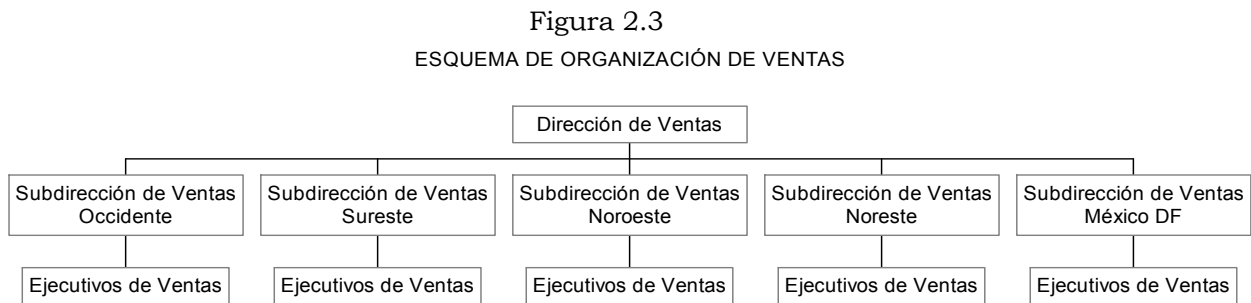 Figura 2.3
ESQUEMA DE ORGANIZACIÓN DE VENTAS
Dirección de Ventas
Subdirección de Ventas
Occidente
Subdirección de Ventas
Sureste
Subdirección de Ventas
Noroeste
Subdirección de Ventas
Noreste
Subdirección de Ventas
México DF
Ejecutivos de Ventas
Ejecutivos de Ventas
Ejecutivos de Ventas
Ejecutivos de Ventas
Ejecutivos de Ventas